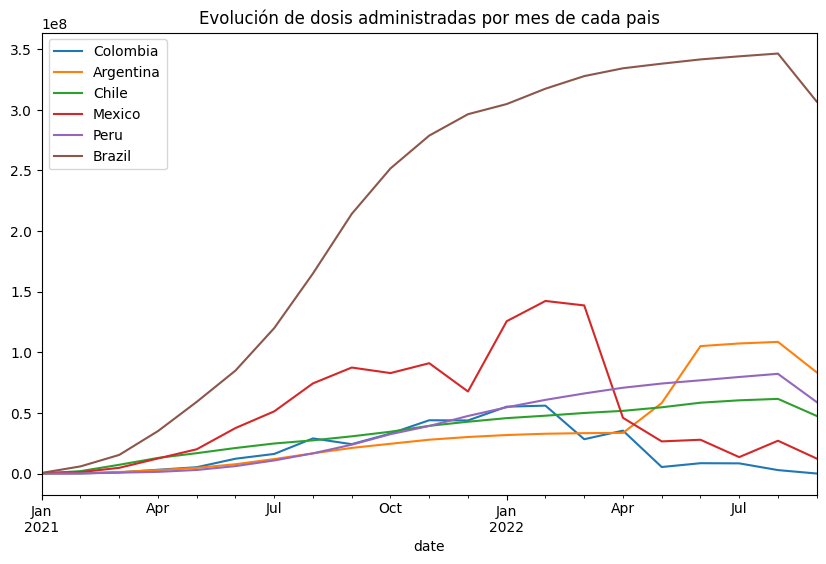 Evolución de dosis administradas por mes de cada pais
1e8
3.5
3.0
2.5
2.0
1.5
1.0
0.5
0.0
Colombia
Argentina
Chile
Mexico
Peru
Brazil
Jan Apr Jul Oct Jan Apr Jul
2021 2022
date